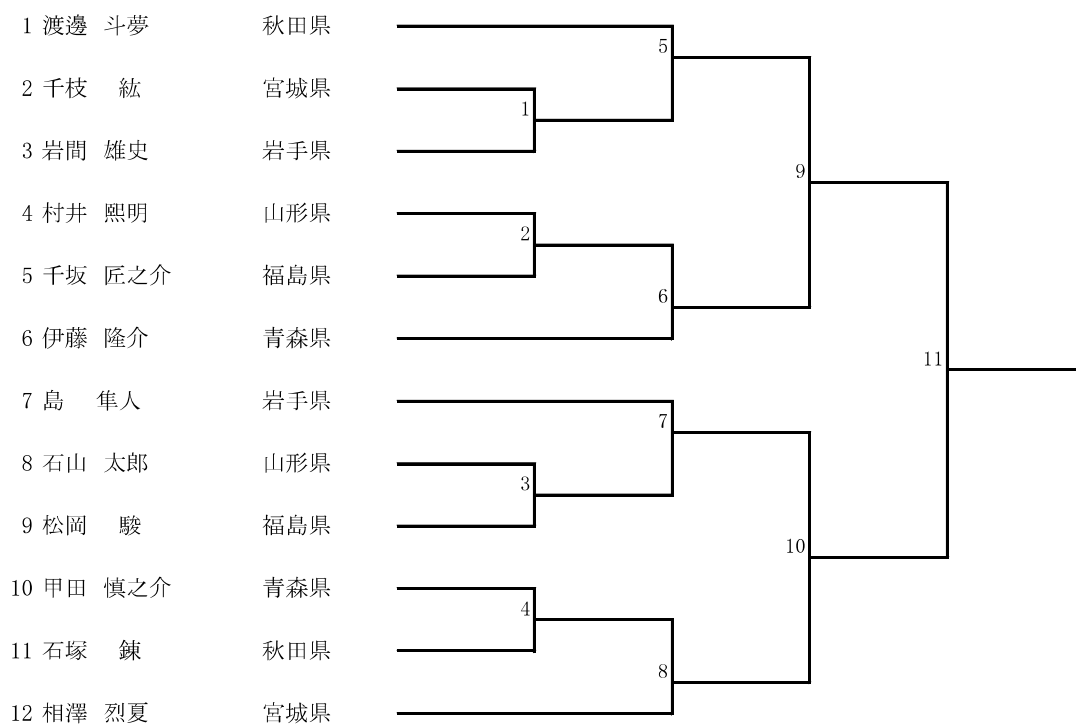 1 渡邊 斗夢 秋田県
5
2 千枝 紘 宮城県
1
3 岩間 雄史 岩手県
9
4 村井 熙明 山形県
2
5 千坂 匠之介 福島県
6
6 伊藤 隆介 青森県
11
7 島 隼人 岩手県
7
8 石山 太郎 山形県
3
9 松岡 駿 福島県
10
10 甲田 慎之介 青森県
4
11 石塚 錬 秋田県
8
12 相澤 烈夏 宮城県